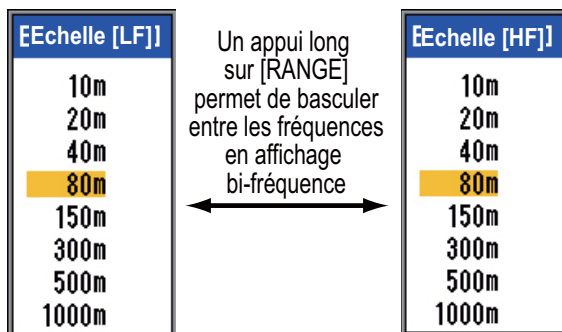 [Echelle [LF]]
10m
20m
40m
80m
150m
300m
500m
1000m
Un appui long
sur [RANGE]
permet de basculer
entre les fréquences
en affichage
bi-fréquence
[Echelle [HF]]
10m
20m
40m
80m
150m
300m
500m
1000m